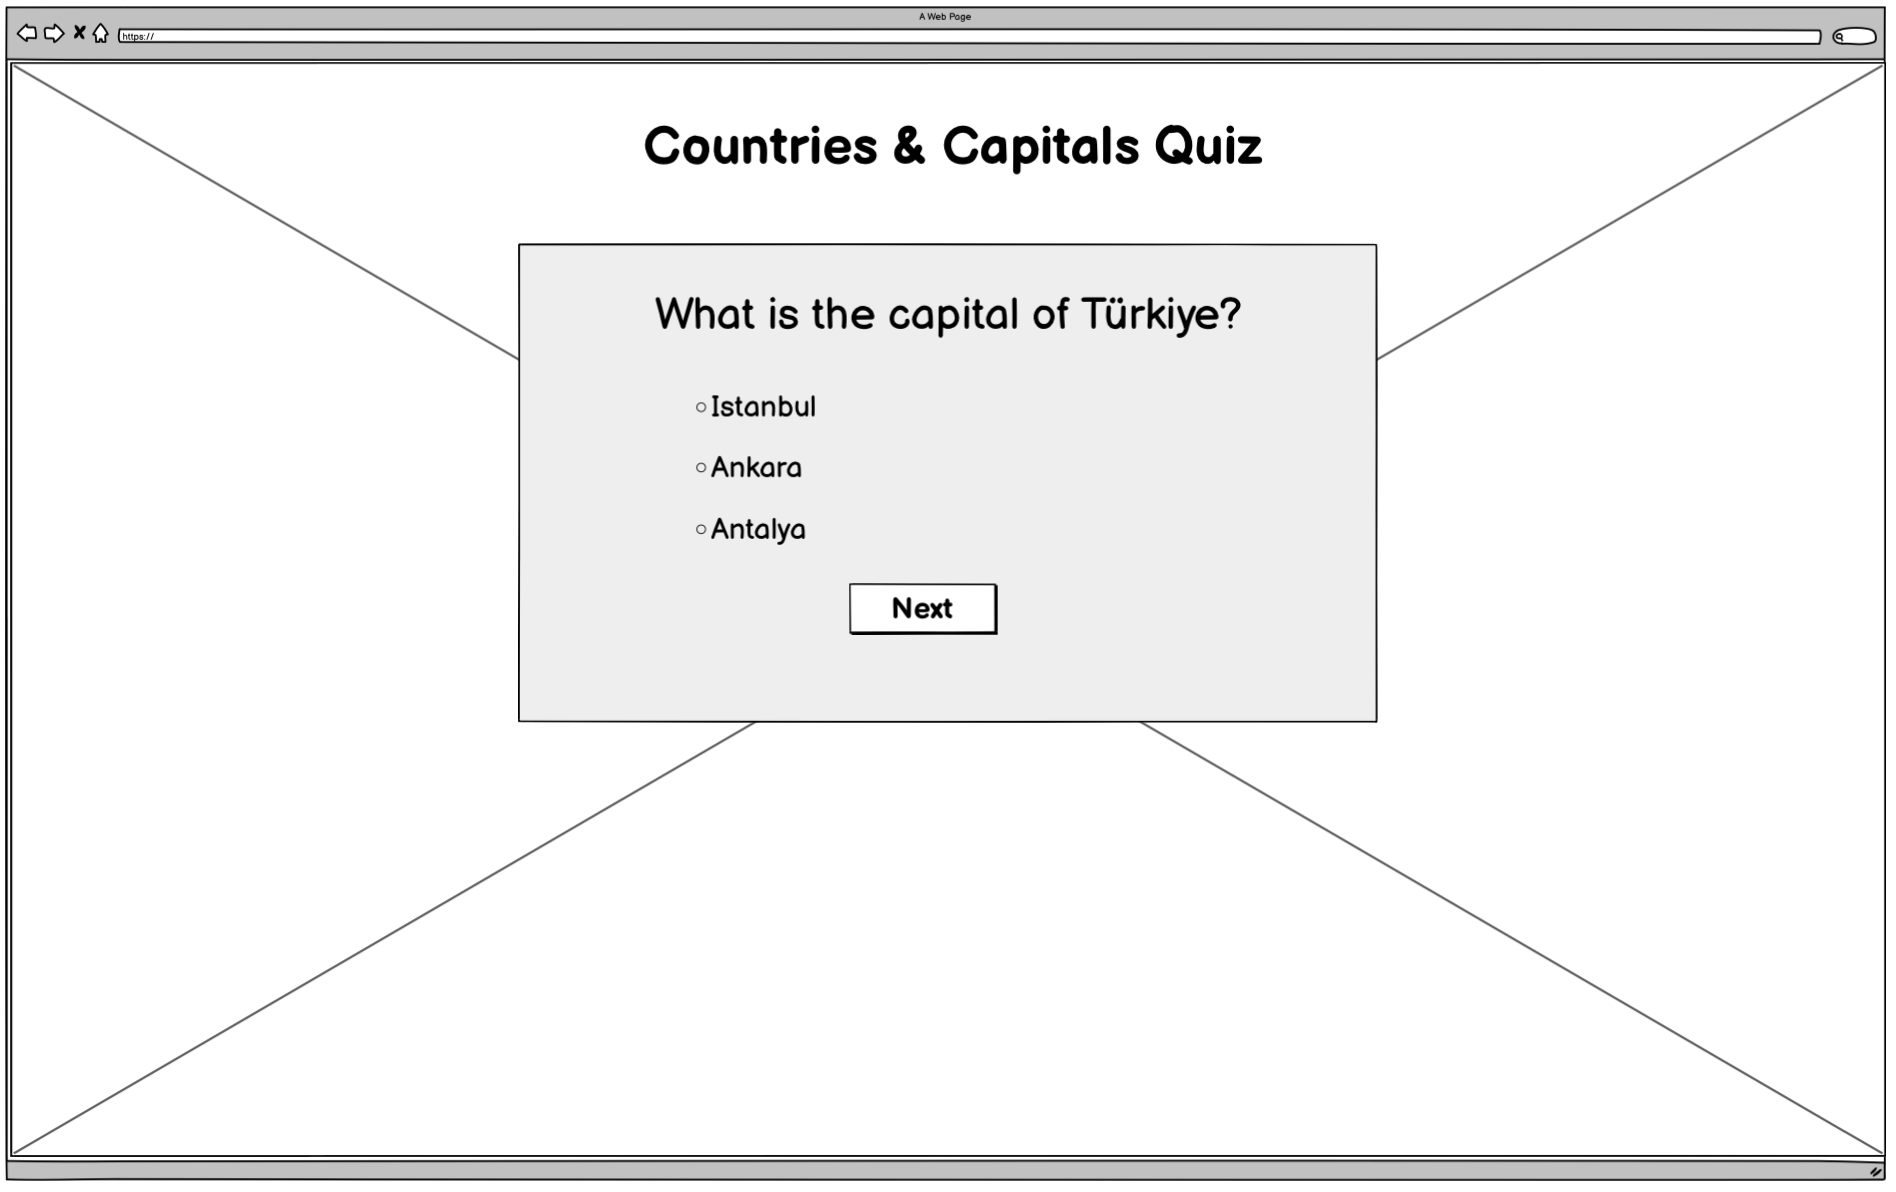 A Web Page
https://
Countries & Capitals Quiz
What is the capital of Türkiye?
Istanbul
Ankara
Antalya
Next